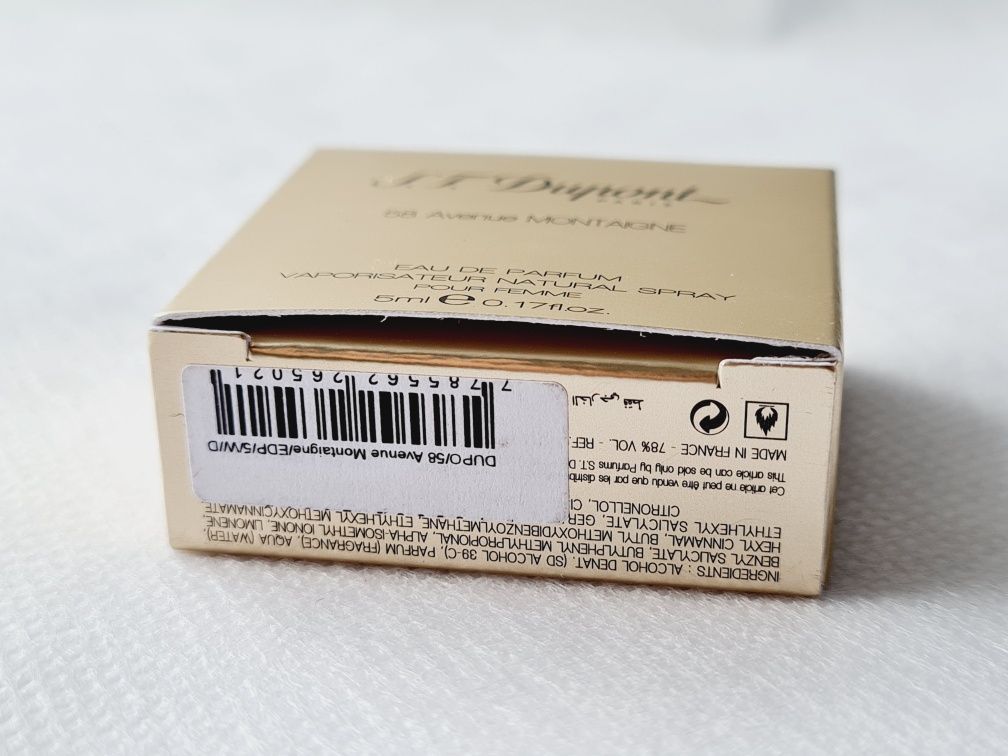 S.T. Dupont
PARIS
58 Avenue MONTAIGNE
EAU DE PARFUM
VAPORISATEUR NATURAL SPRAY
POUR FEMME
5ml e 0.17fl.oz.
INGREDIENTS : ALCOHOL DENAT. (SD ALCOHOL 39-C), PARFUM (FRAGRANCE), AQUA (WATER),
BENZYL SALICYLATE, BUTYLPHENYL METHYLPROPIONAL, ALPHA-ISOMETHYL IONONE, LIMONENE,
HEXYL CINNAMAL, BUTYL METHOXYDIBENZOYLMETHANE, ETHYLHEXYL METHOXYCINNAMATE
ETHYLHEXYL SALICYLATE,
CITRONELLOL,
Cet article ne peut être vendu que par les
This article can be sold only by Parfums S.T.
MADE IN FRANCE - 78% VOL. - REF.
DUPO/58 Avenue Montaigne/EDP/5/W/D
7 785562 265021